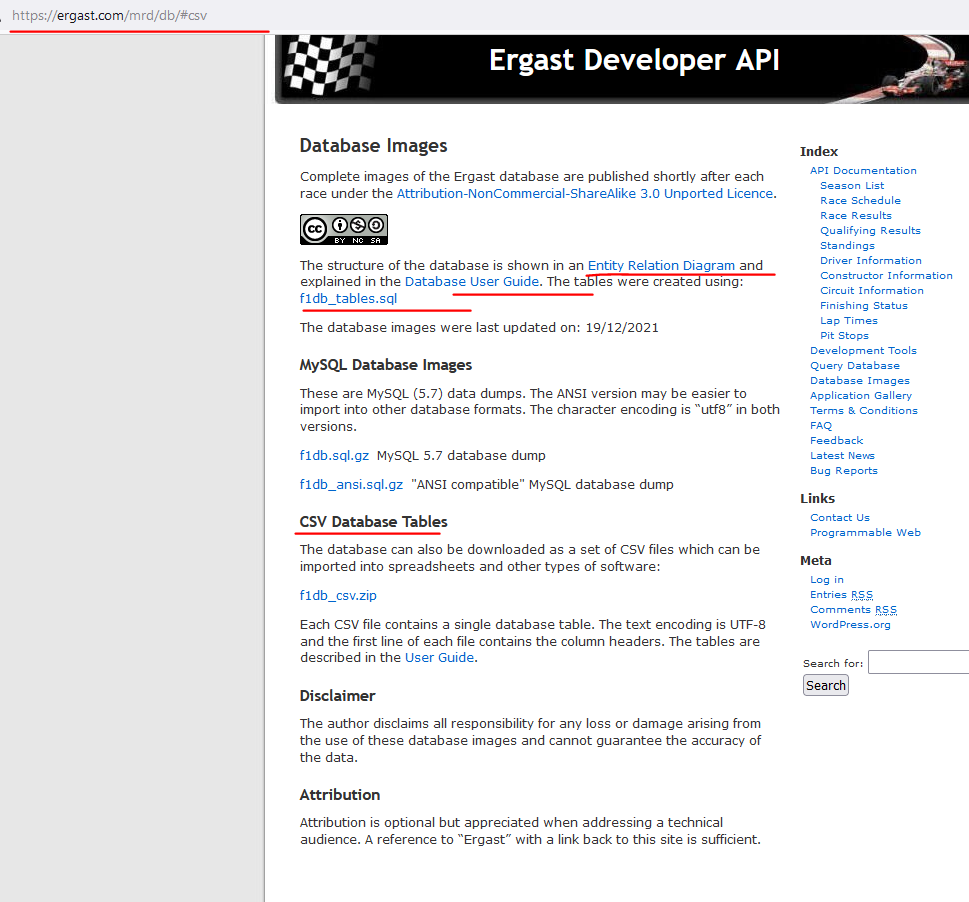 https://ergast.com/mrd/db/#csv
Ergast Developer API
Database Images
Complete images of the Ergast database are published shortly after each
race under the Attribution-NonCommercial-ShareAlike 3.0 Unported Licence.
cc
BY NC SA
The structure of the database is shown in an Entity Relation Diagram and
explained in the Database User Guide. The tables were created using:
f1db_tables.sql
The database images were last updated on: 19/12/2021
MySQL Database Images
These are MySQL (5.7) data dumps. The ANSI version may be easier to
import into other database formats. The character encoding is “utf8” in both
versions.
f1db.sql.gz MySQL 5.7 database dump
f1db_ansi.sql.gz "ANSI compatible" MySQL database dump
CSV Database Tables
The database can also be downloaded as a set of CSV files which can be
imported into spreadsheets and other types of software:
f1db_csv.zip
Each CSV file contains a single database table. The text encoding is UTF-8
and the first line of each file contains the column headers. The tables are
described in the User Guide.
Disclaimer
The author disclaims all responsibility for any loss or damage arising from
the use of these database images and cannot guarantee the accuracy of
the data.
Attribution
Attribution is optional but appreciated when addressing a technical
audience. A reference to “Ergast” with a link back to this site is sufficient.
Index
API Documentation
Season List
Race Schedule
Race Results
Qualifying Results
Standings
Driver Information
Constructor Information
Circuit Information
Finishing Status
Lap Times
Pit Stops
Development Tools
Query Database
Database Images
Application Gallery
Terms & Conditions
FAQ
Feedback
Latest News
Bug Reports
Links
Contact Us
Programmable Web
Meta
Log in
Entries RSS
Comments RSS
WordPress.org
Search for:
Search